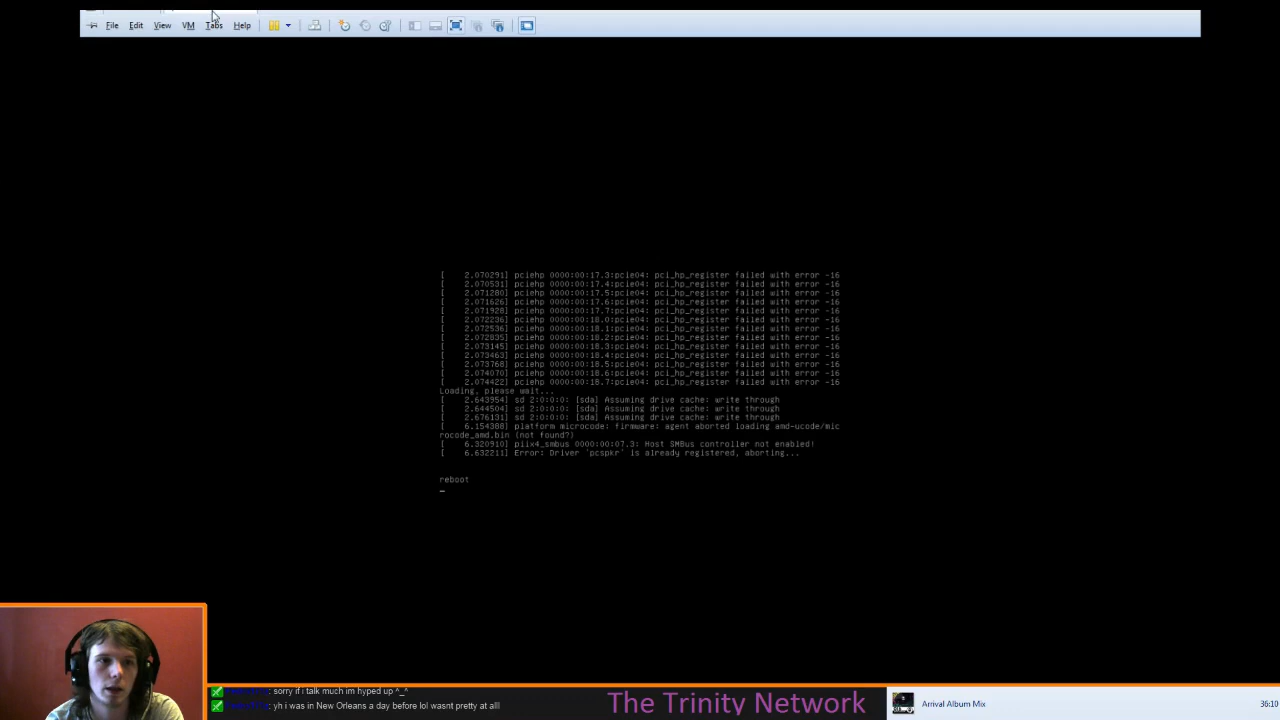 File Edit View VM Tabs Help
[ 2.070291] pciehp 0000:00:17.3:pcie04: pci_hp_register failed with error -16
[ 2.070531] pciehp 0000:00:17.4:pcie04: pci_hp_register failed with error -16
[ 2.071280] pciehp 0000:00:17.5:pcie04: pci_hp_register failed with error -16
[ 2.071626] pciehp 0000:00:17.6:pcie04: pci_hp_register failed with error -16
[ 2.071928] pciehp 0000:00:17.7:pcie04: pci_hp_register failed with error -16
[ 2.072236] pciehp 0000:00:18.0:pcie04: pci_hp_register failed with error -16
[ 2.072536] pciehp 0000:00:18.1:pcie04: pci_hp_register failed with error -16
[ 2.072835] pciehp 0000:00:18.2:pcie04: pci_hp_register failed with error -16
[ 2.073145] pciehp 0000:00:18.3:pcie04: pci_hp_register failed with error -16
[ 2.073463] pciehp 0000:00:18.4:pcie04: pci_hp_register failed with error -16
[ 2.073768] pciehp 0000:00:18.5:pcie04: pci_hp_register failed with error -16
[ 2.074070] pciehp 0000:00:18.6:pcie04: pci_hp_register failed with error -16
[ 2.074422] pciehp 0000:00:18.7:pcie04: pci_hp_register failed with error -16
Loading, please wait...
[ 2.643954] sd 2:0:0:0: [sda] Assuming drive cache: write through
[ 2.644504] sd 2:0:0:0: [sda] Assuming drive cache: write through
[ 2.676131] sd 2:0:0:0: [sda] Assuming drive cache: write through
[ 6.154388] platform microcode: firmware: agent aborted loading amd-ucode/mic
rocode_amd.bin (not found?)
[ 6.320910] piix4_smbus 0000:00:07.3: Host SMBus controller not enabled!
[ 6.632211] Error: Driver 'pcspkr' is already registered, aborting...
reboot
: sorry if i talk much im hyped up ^_^
: yh i was in New Orleans a day before lol wasnt pretty at all!
The Trinity Network
Arrival Album Mix
36:10